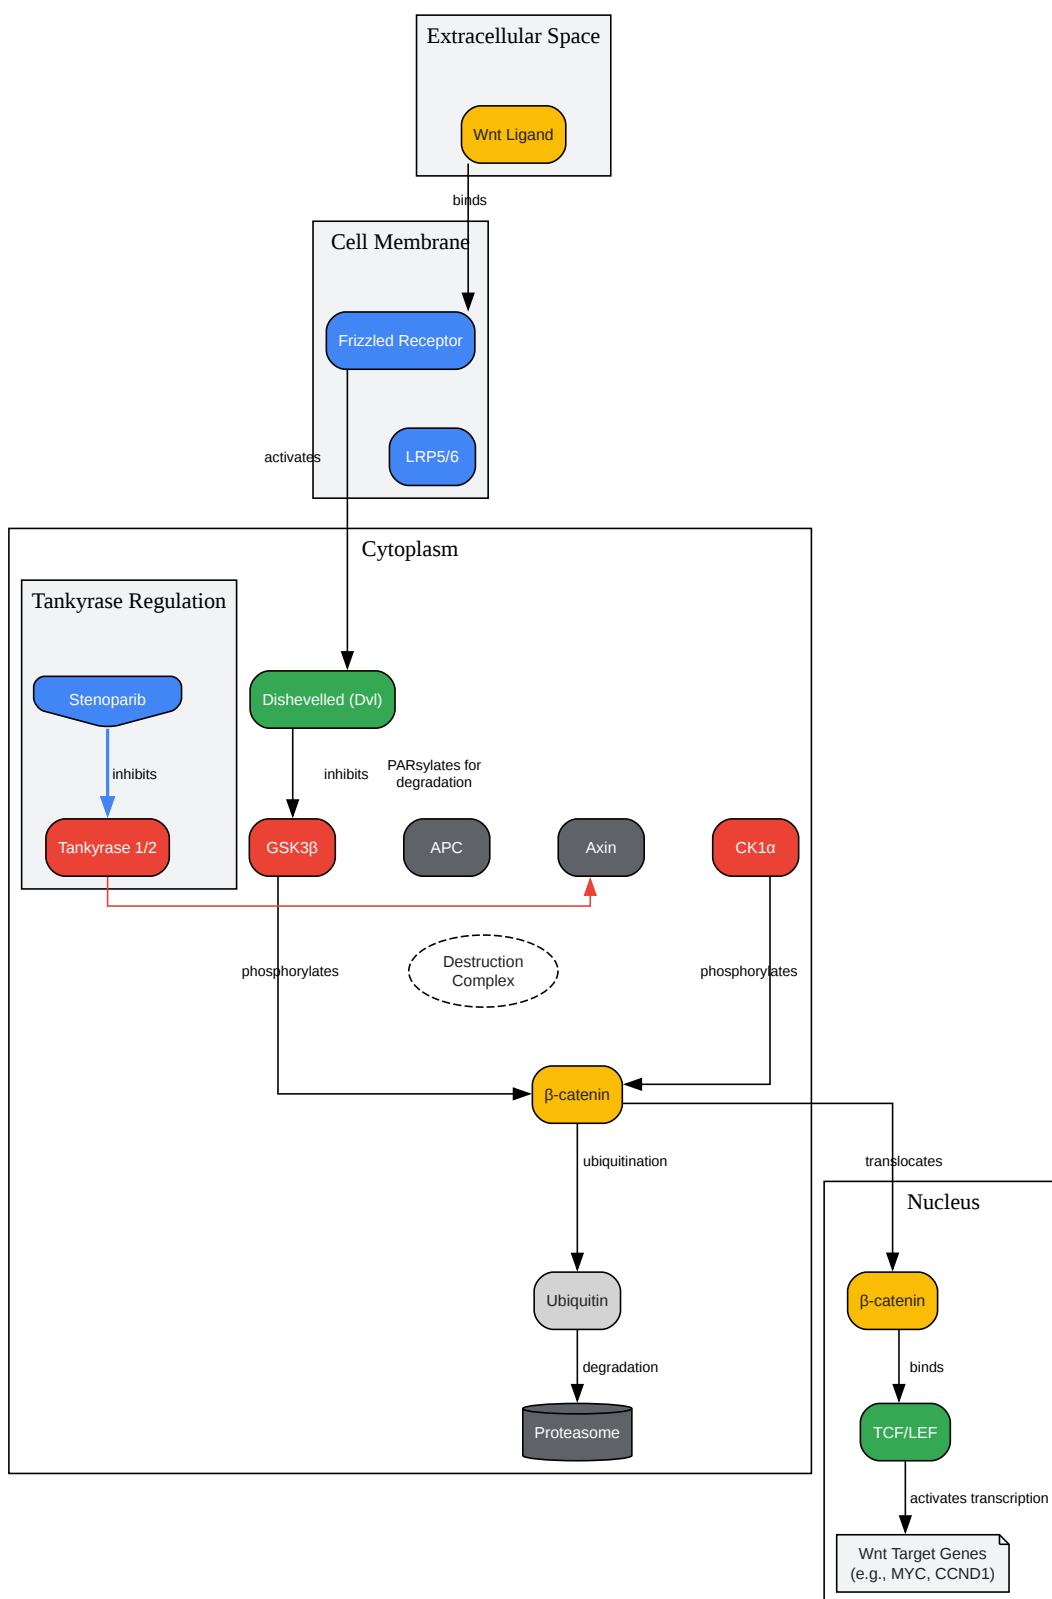 Extracellular Space
Wnt Ligand
binds
Cell Membrane
Frizzled Receptor
activates
LRP5/6
Cytoplasm
Tankyrase Regulation
Stenoparib
Dishevelled (Dvl)
inhibits
inhibits
PARsylates for
degradation
Tankyrase 1/2
GSK3β
APC
Axin
CK1α
phosphorylates
Destruction
Complex
phosphorylates
β-catenin
ubiquitination
translocates
Nucleus
Ubiquitin
β-catenin
degradation
binds
Proteasome
TCF/LEF
activates transcription
Wnt Target Genes
(e.g., MYC, CCND1)